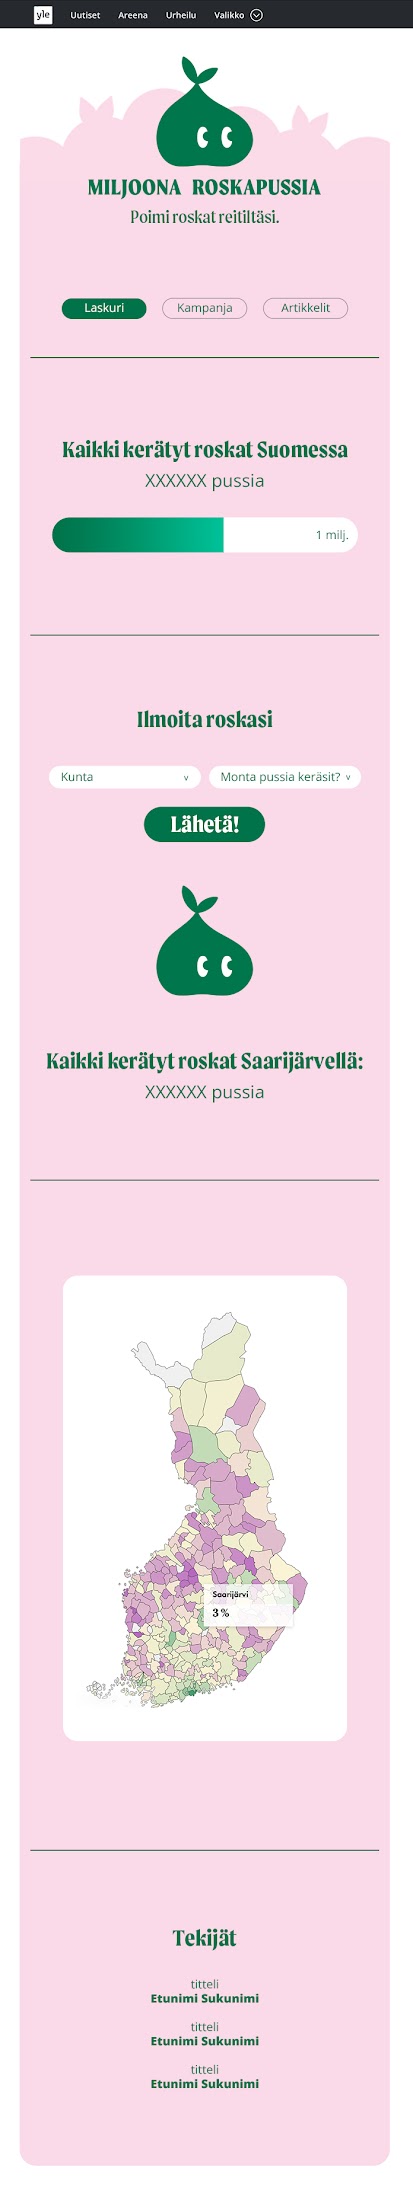 yle Uutiset Areena Urheilu Valikko
MILJOONA ROSKAPUSSIA
Poimi roskat reitiltäsi.
Laskuri Kampanja Artikkelit
Kaikki kerätyt roskat Suomessa
XXXXXX pussia
1 milj.
Ilmoita roskasi
Kunta v Monta pussia keräsit? v
Lähetä!
Kaikki kerätyt roskat Saarijärvellä:
XXXXXX pussia
Saarijärvi
3 %
Tekijät
titteli
Etunimi Sukunimi
titteli
Etunimi Sukunimi
titteli
Etunimi Sukunimi